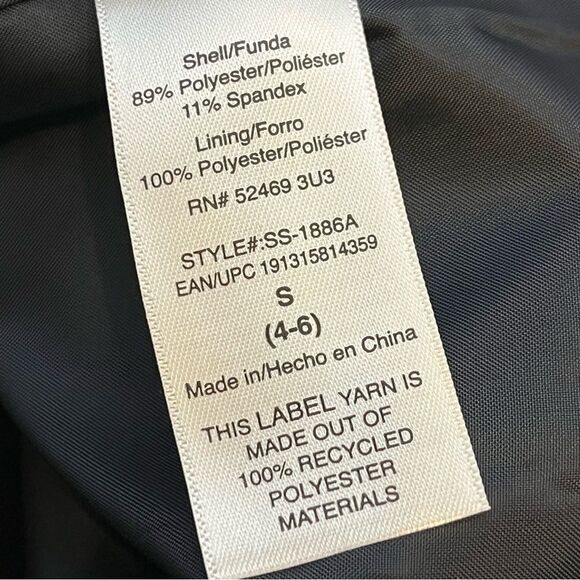 Shell/Funda
89% Polyester/Poliéster
11% Spandex
Lining/Forro
100% Polyester/Poliéster
RN# 52469 3U3
STYLE#:SS-1886A
EAN/UPC 191315814359
S
(4-6)
Made in/Hecho en China
THIS LABEL YARN IS
MADE OUT OF
100% RECYCLED
POLYESTER
MATERIALS